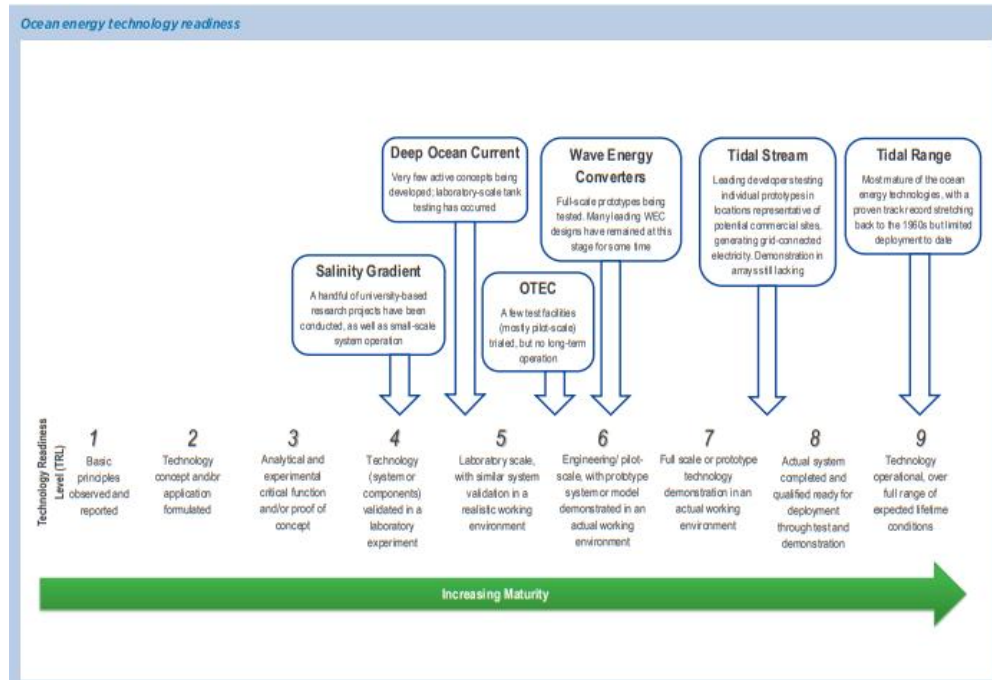 Ocean energy technology readiness
Deep Ocean Current
Very few active concepts being
developed; laboratory-scale tank
testing has occurred
Wave Energy
Converters
Full-scale prototypes being
tested. Many leading WEC
designs have remained at this
stage for some time
Tidal Stream
Leading developers testing
individual prototypes in
locations representative of
potential commercial sites,
generating grid-connected
electricity. Demonstration in
arrays still lacking
Tidal Range
Most mature of the ocean
energy technologies, with a
proven track record stretching
back to the 1960s but limited
deployment to date
Salinity Gradient
A handful of university-based
research projects have been
conducted, as well as small-scale
system operation
OTEC
A few test facilities
(mostly pilot-scale)
trialed, but no long-term
operation
Technology Readiness
Level (TRL)
1
Basic
principles
observed and
reported
2
Technology
concept and/or
application
formulated
3
Analytical and
experimental
critical function
and/or proof of
concept
4
Technology
(system or
components)
validated in a
laboratory
experiment
5
Laboratory scale,
with similar system
validation in a
realistic working
environment
6
Engineering/ pilot-
scale, with prototype
system or model
demonstrated in an
actual working
environment
7
Full scale or prototype
technology
demonstration in an
actual working
environment
8
Actual system
completed and
qualified ready for
deployment
through test and
demonstration
9
Technology
operational, over
full range of
expected lifetime
conditions
Increasing Maturity